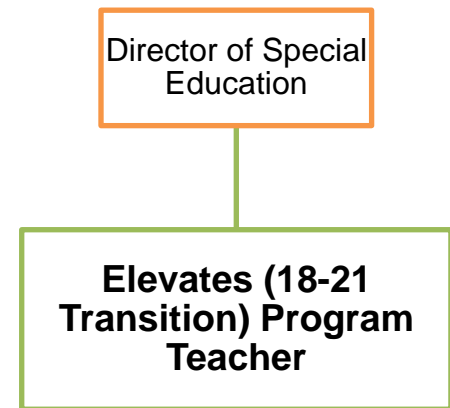 Director of Special
Education
Elevates (18-21
Transition) Program
Teacher